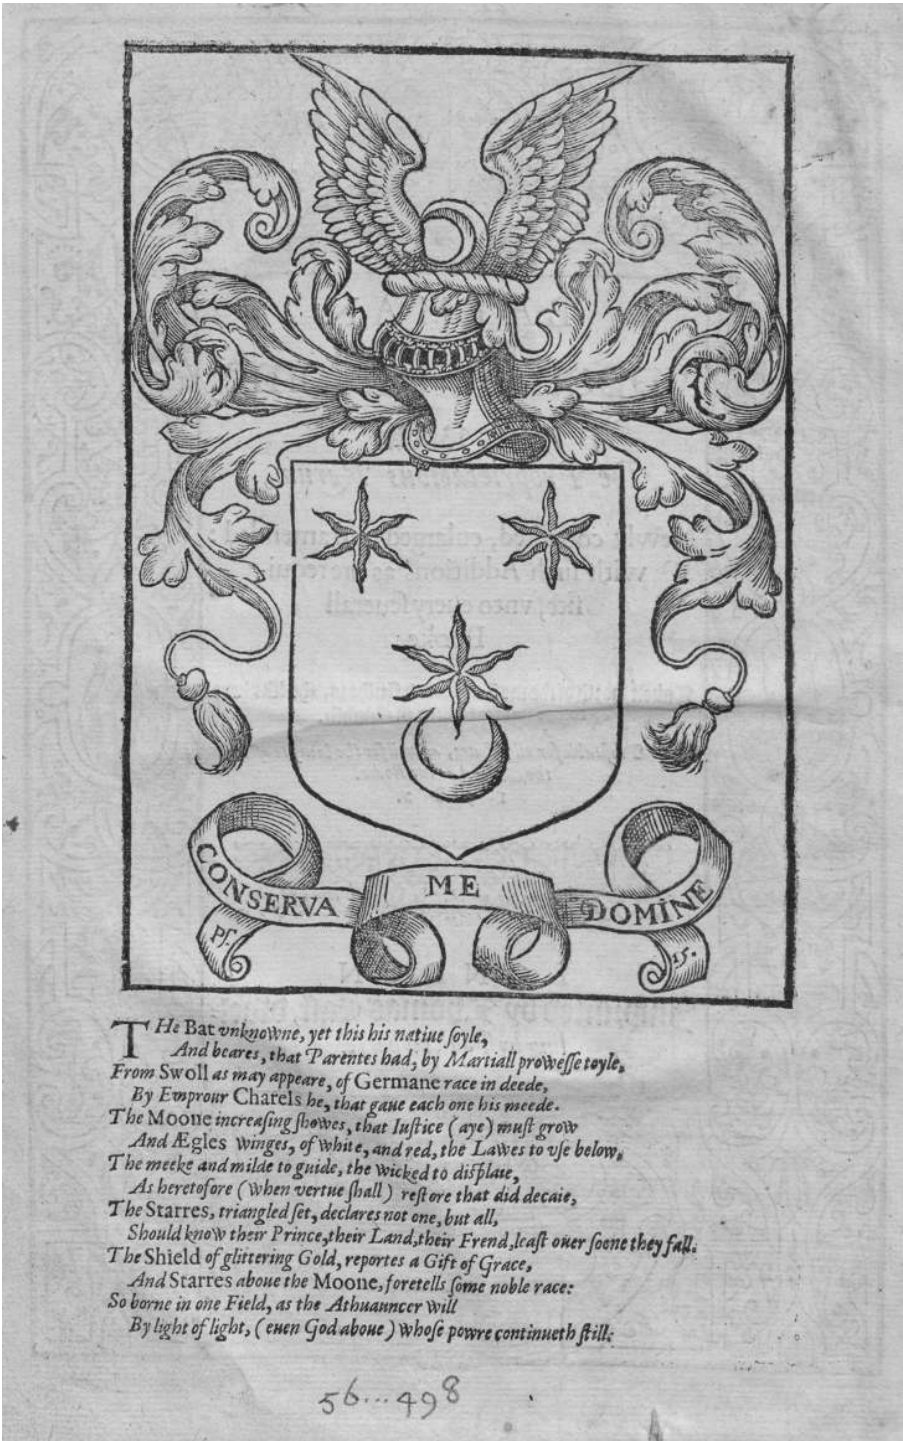 CONSERVA ME DOMINE
Pſ. 15.
THe Bat vnknowne, yet this his natiue ſoyle,
And beares, that Parentes had, by Martiall proweſſe toyle,
From Swoll as may appeare, of Germane race in deede,
By Emprour Charels he, that gaue each one his meede.
The Moone increaſing ſhowes, that Iuſtice (aye) muſt grow
And Ægles winges, of white, and red, the Lawes to vſe below,
The meeke and milde to guide, the wicked to diſplaie,
As heretofore (when vertue ſhall) reſtore that did decaie,
The Starres, triangled ſet, declares not one, but all,
Should know their Prince, their Land, their Frend, leaſt ouer ſoone they fall.
The Shield of glittering Gold, reportes a Gift of Grace,
And Starres aboue the Moone, foretells ſome noble race:
So borne in one Field, as the Athuauncer will
By light of light, (euen God aboue) whoſe powre continueth ſtill:
56...498